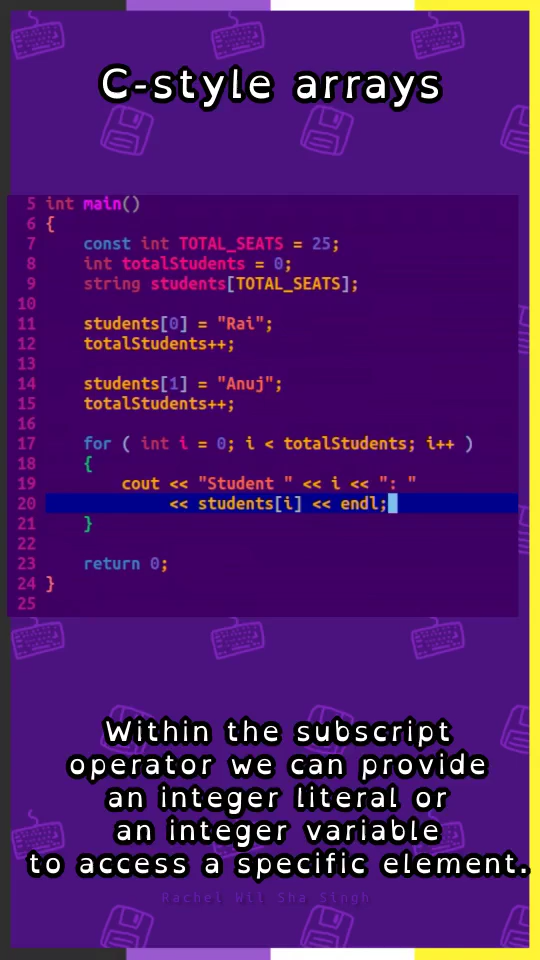 C-style arrays
5 int main()
6 {
7     const int TOTAL_SEATS = 25;
8     int totalStudents = 0;
9     string students[TOTAL_SEATS];
10
11     students[0] = "Rai";
12     totalStudents++;
13
14     students[1] = "Anuj";
15     totalStudents++;
16
17     for ( int i = 0; i < totalStudents; i++ )
18     {
19         cout << "Student " << i << ": "
20              << students[i] << endl;
21     }
22
23     return 0;
24 }
25
Within the subscript
operator we can provide
an integer literal or
an integer variable
to access a specific element.
Rachel Wil Sha Singh